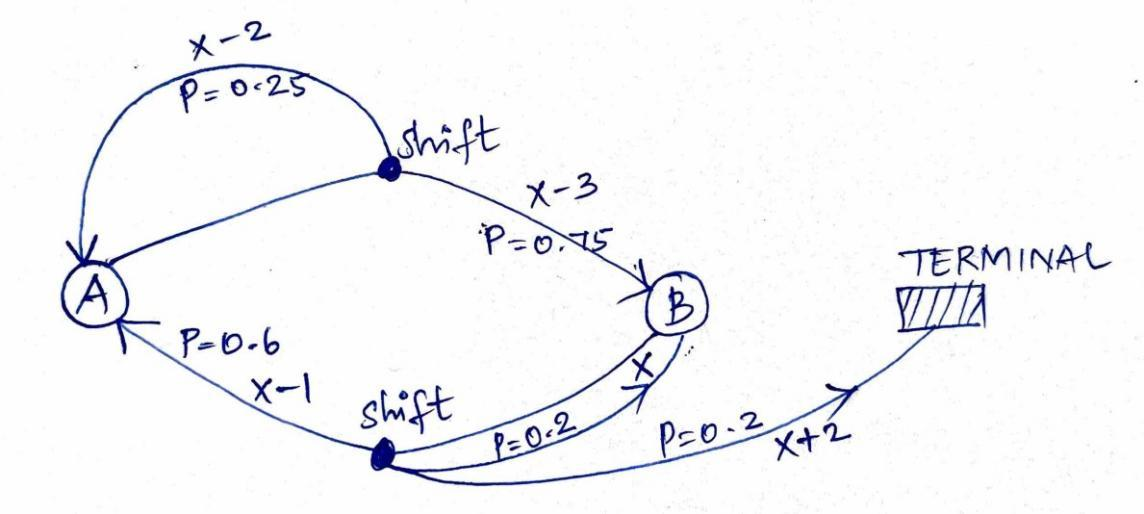 x-2
P=0.25
shift
x-3
P=0.75
TERMINAL
A
B
P=0.6
x-1
shift
x
P=0.2
P=0.2
x+2